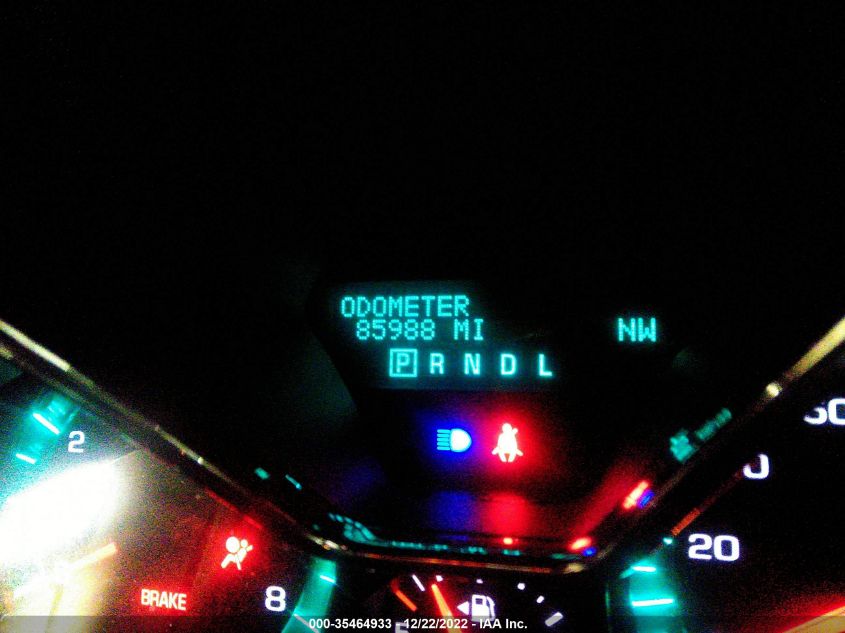 ODOMETER
85988 MI
NW
P R N D L
2
20
BRAKE
8
000-35464933 - 12/22/2022 - IAA Inc.